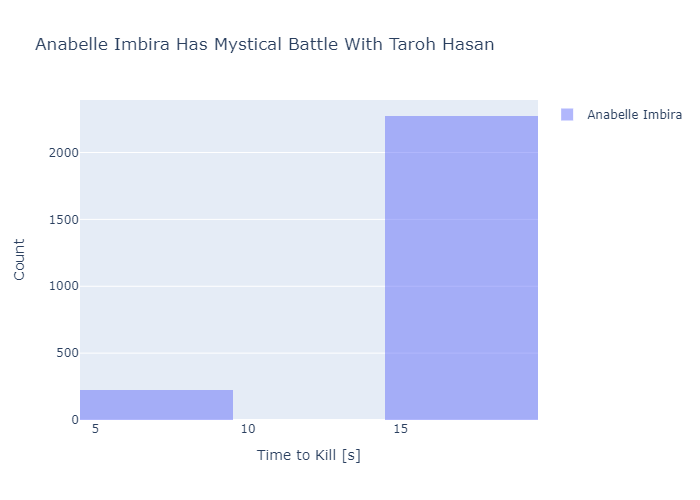 Anabelle Imbira Has Mystical Battle With Taroh Hasan
Anabelle Imbira
2000
1500
1000
500
0
Count
5
10
15
Time to Kill [s]